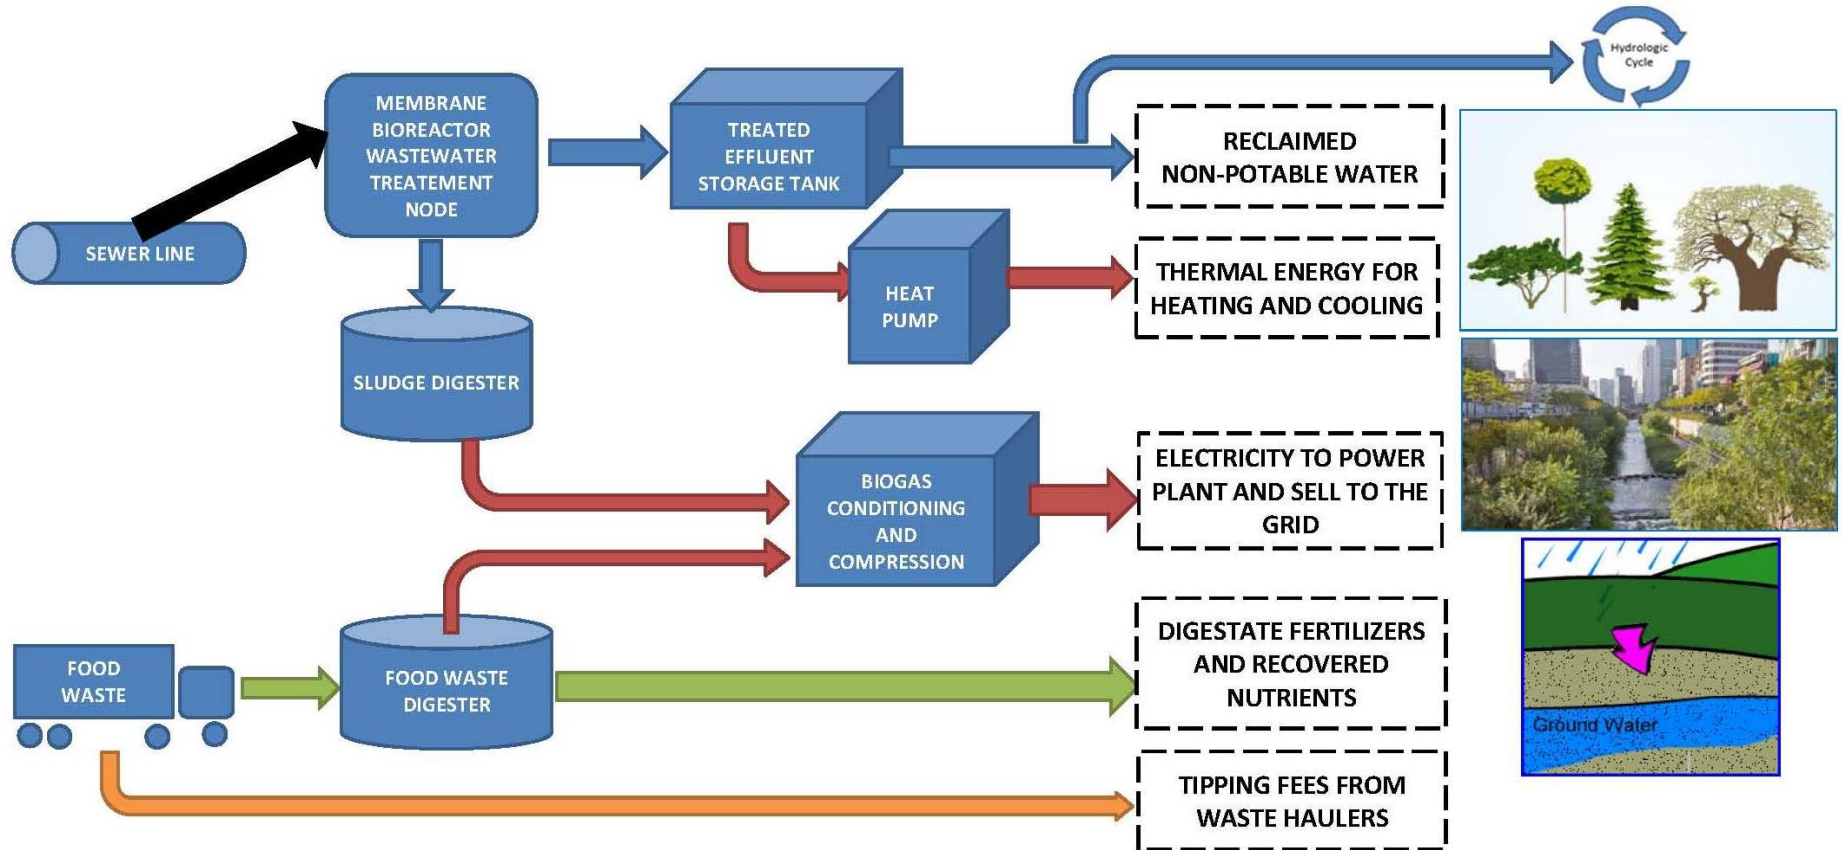 Hydrologic
Cycle
MEMBRANE
BIOREACTOR
WASTEWATER
TREATEMENT
NODE
TREATED
EFFLUENT
STORAGE TANK
RECLAIMED
NON-POTABLE WATER
SEWER LINE
HEAT
PUMP
THERMAL ENERGY FOR
HEATING AND COOLING
SLUDGE DIGESTER
BIOGAS
CONDITIONING
AND
COMPRESSION
ELECTRICITY TO POWER
PLANT AND SELL TO THE
GRID
FOOD
WASTE
FOOD WASTE
DIGESTER
DIGESTATE FERTILIZERS
AND RECOVERED
NUTRIENTS
Ground Water
TIPPING FEES FROM
WASTE HAULERS